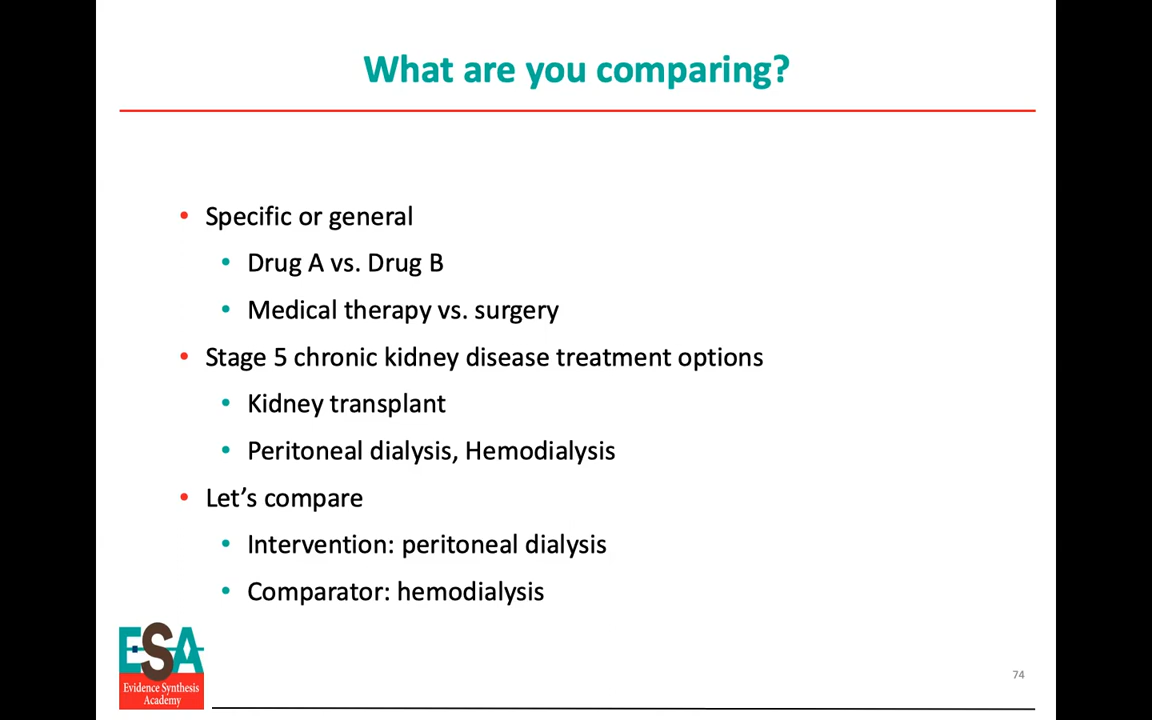 What are you comparing?
• Specific or general
• Drug A vs. Drug B
• Medical therapy vs. surgery
• Stage 5 chronic kidney disease treatment options
• Kidney transplant
• Peritoneal dialysis, Hemodialysis
• Let's compare
• Intervention: peritoneal dialysis
• Comparator: hemodialysis
ESA
Evidence Synthesis
Academy
74